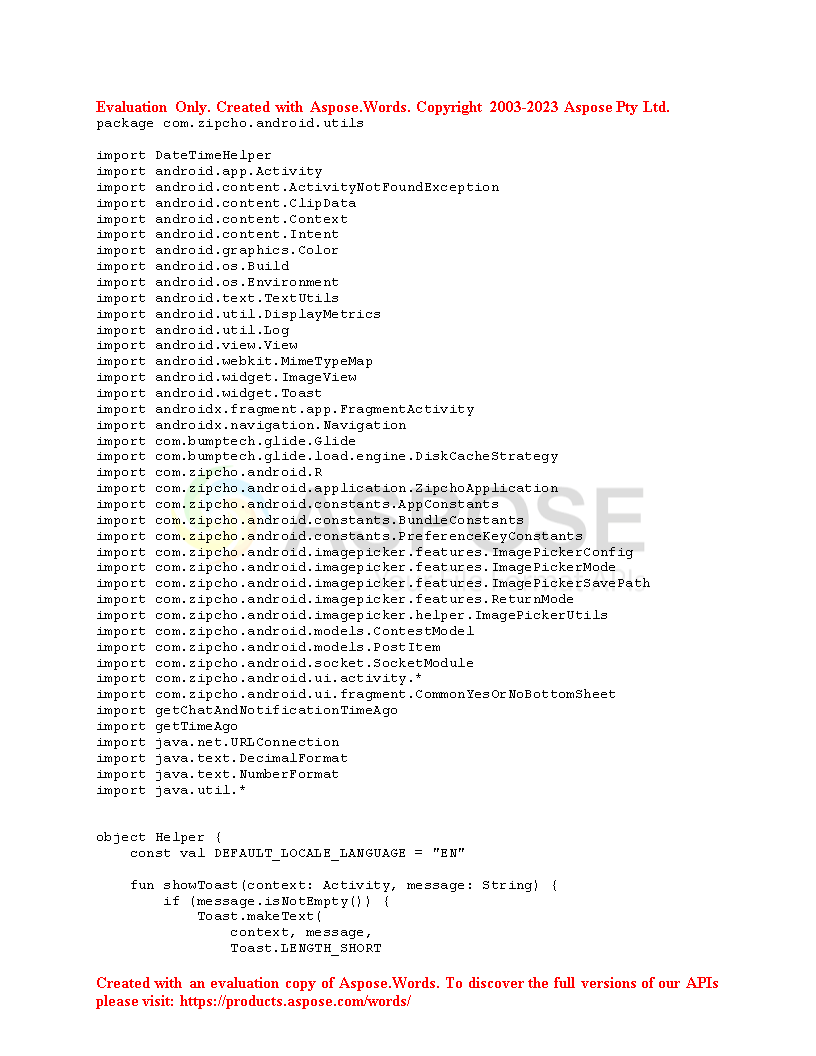 Evaluation Only. Created with Aspose.Words. Copyright 2003-2023 Aspose Pty Ltd.
package com.zipcho.android.utils

import DateTimeHelper
import android.app.Activity
import android.content.ActivityNotFoundException
import android.content.ClipData
import android.content.Context
import android.content.Intent
import android.graphics.Color
import android.os.Build
import android.os.Environment
import android.text.TextUtils
import android.util.DisplayMetrics
import android.util.Log
import android.view.View
import android.webkit.MimeTypeMap
import android.widget.ImageView
import android.widget.Toast
import androidx.fragment.app.FragmentActivity
import androidx.navigation.Navigation
import com.bumptech.glide.Glide
import com.bumptech.glide.load.engine.DiskCacheStrategy
import com.zipcho.android.R
import com.zipcho.android.application.ZipchoApplication
import com.zipcho.android.constants.AppConstants
import com.zipcho.android.constants.BundleConstants
import com.zipcho.android.constants.PreferenceKeyConstants
import com.zipcho.android.imagepicker.features.ImagePickerConfig
import com.zipcho.android.imagepicker.features.ImagePickerMode
import com.zipcho.android.imagepicker.features.ImagePickerSavePath
import com.zipcho.android.imagepicker.features.ReturnMode
import com.zipcho.android.imagepicker.helper.ImagePickerUtils
import com.zipcho.android.models.ContestModel
import com.zipcho.android.models.PostItem
import com.zipcho.android.socket.SocketModule
import com.zipcho.android.ui.activity.*
import com.zipcho.android.ui.fragment.CommonYesOrNoBottomSheet
import getChatAndNotificationTimeAgo
import getTimeAgo
import java.net.URLConnection
import java.text.DecimalFormat
import java.text.NumberFormat
import java.util.*
ASPOSE

object Helper {
    const val DEFAULT_LOCALE_LANGUAGE = "EN"

    fun showToast(context: Activity, message: String) {
        if (message.isNotEmpty()) {
            Toast.makeText(
                context, message,
                Toast.LENGTH_SHORT

Created with an evaluation copy of Aspose.Words. To discover the full versions of our APIs
please visit: https://products.aspose.com/words/